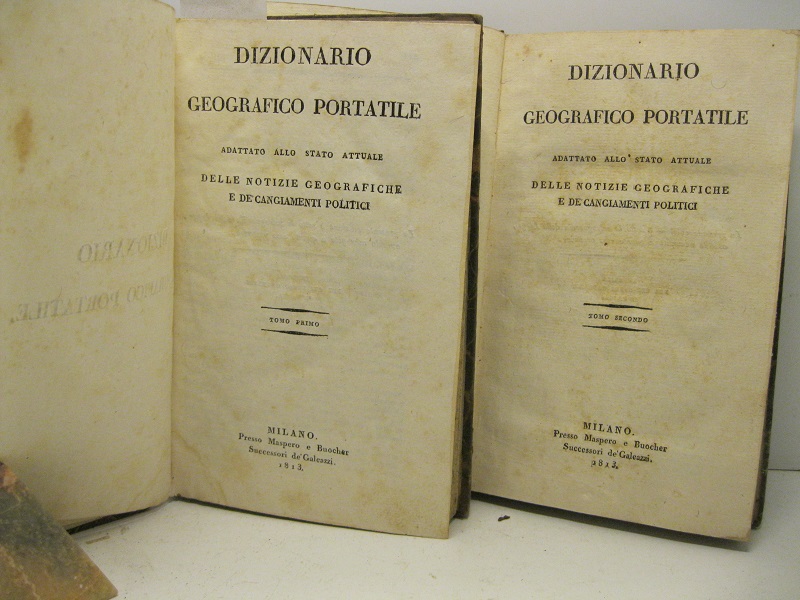 DIZIONARIO
GEOGRAFICO PORTATILE
ADATTATO ALLO STATO ATTUALE
DELLE NOTIZIE GEOGRAFICHE
E DE'CANGIAMENTI POLITICI
TOMO PRIMO
MILANO.
Presso Maspero e Buocher
Successori de'Galeazzi.
1813.
DIZIONARIO
GEOGRAFICO PORTATILE
ADATTATO ALLO STATO ATTUALE
DELLE NOTIZIE GEOGRAFICHE
E DE'CANGIAMENTI POLITICI
TOMO SECONDO
MILANO.
Presso Maspero e Buocher
Successori de'Galeazzi.
1813.